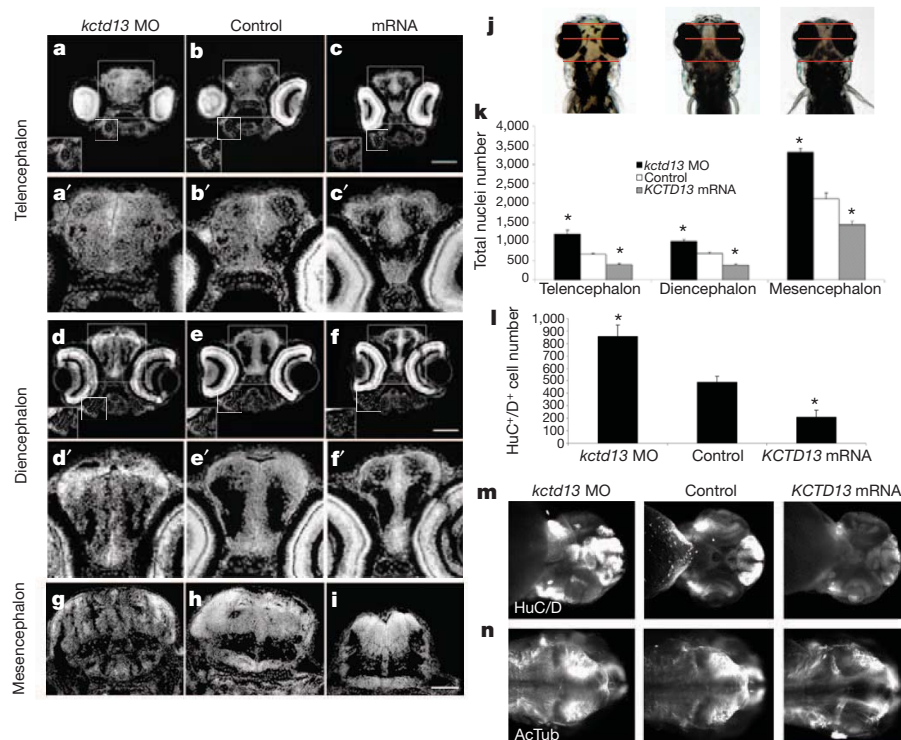 kctd13 MO Control mRNA
Telencephalon
a b c
a′ b′ c′
Diencephalon
d e f
d′ e′ f′
Mesencephalon
g h i
j
k
Total nuclei number
4,000
3,500
3,000
2,500
2,000
1,500
1,000
500
0
kctd13 MO
Control
KCTD13 mRNA
* * * * * *
Telencephalon Diencephalon Mesencephalon
l
HuC+/D+ cell number
1,000
900
800
700
600
500
400
300
200
100
0
* *
kctd13 MO Control KCTD13 mRNA
kctd13 MO Control KCTD13 mRNA
m
HuC/D
n
AcTub